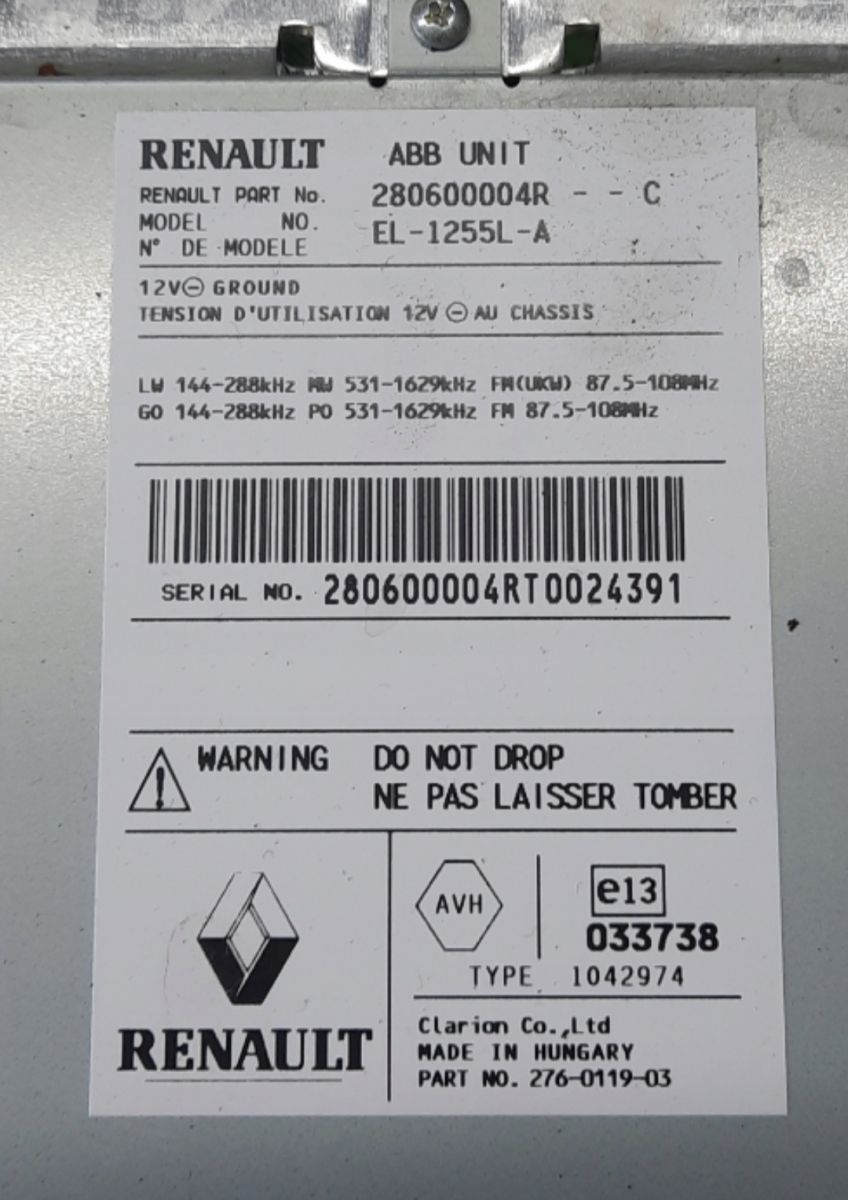 RENAULT ABB UNIT
RENAULT PART No. 280600004R - - C
MODEL NO.
N° DE MODELE EL-1255L-A
12V⊖ GROUND
TENSION D'UTILISATION 12V ⊖ AU CHASSIS
LW 144-288kHz MW 531-1629kHz FM(UKW) 87.5-108MHz
GO 144-288kHz PO 531-1629kHz FM 87.5-108MHz
SERIAL NO. 280600004RT0024391
WARNING DO NOT DROP
NE PAS LAISSER TOMBER
AVH
e13
033738
TYPE 1042974
RENAULT
Clarion Co.,Ltd
MADE IN HUNGARY
PART NO. 276-0119-03